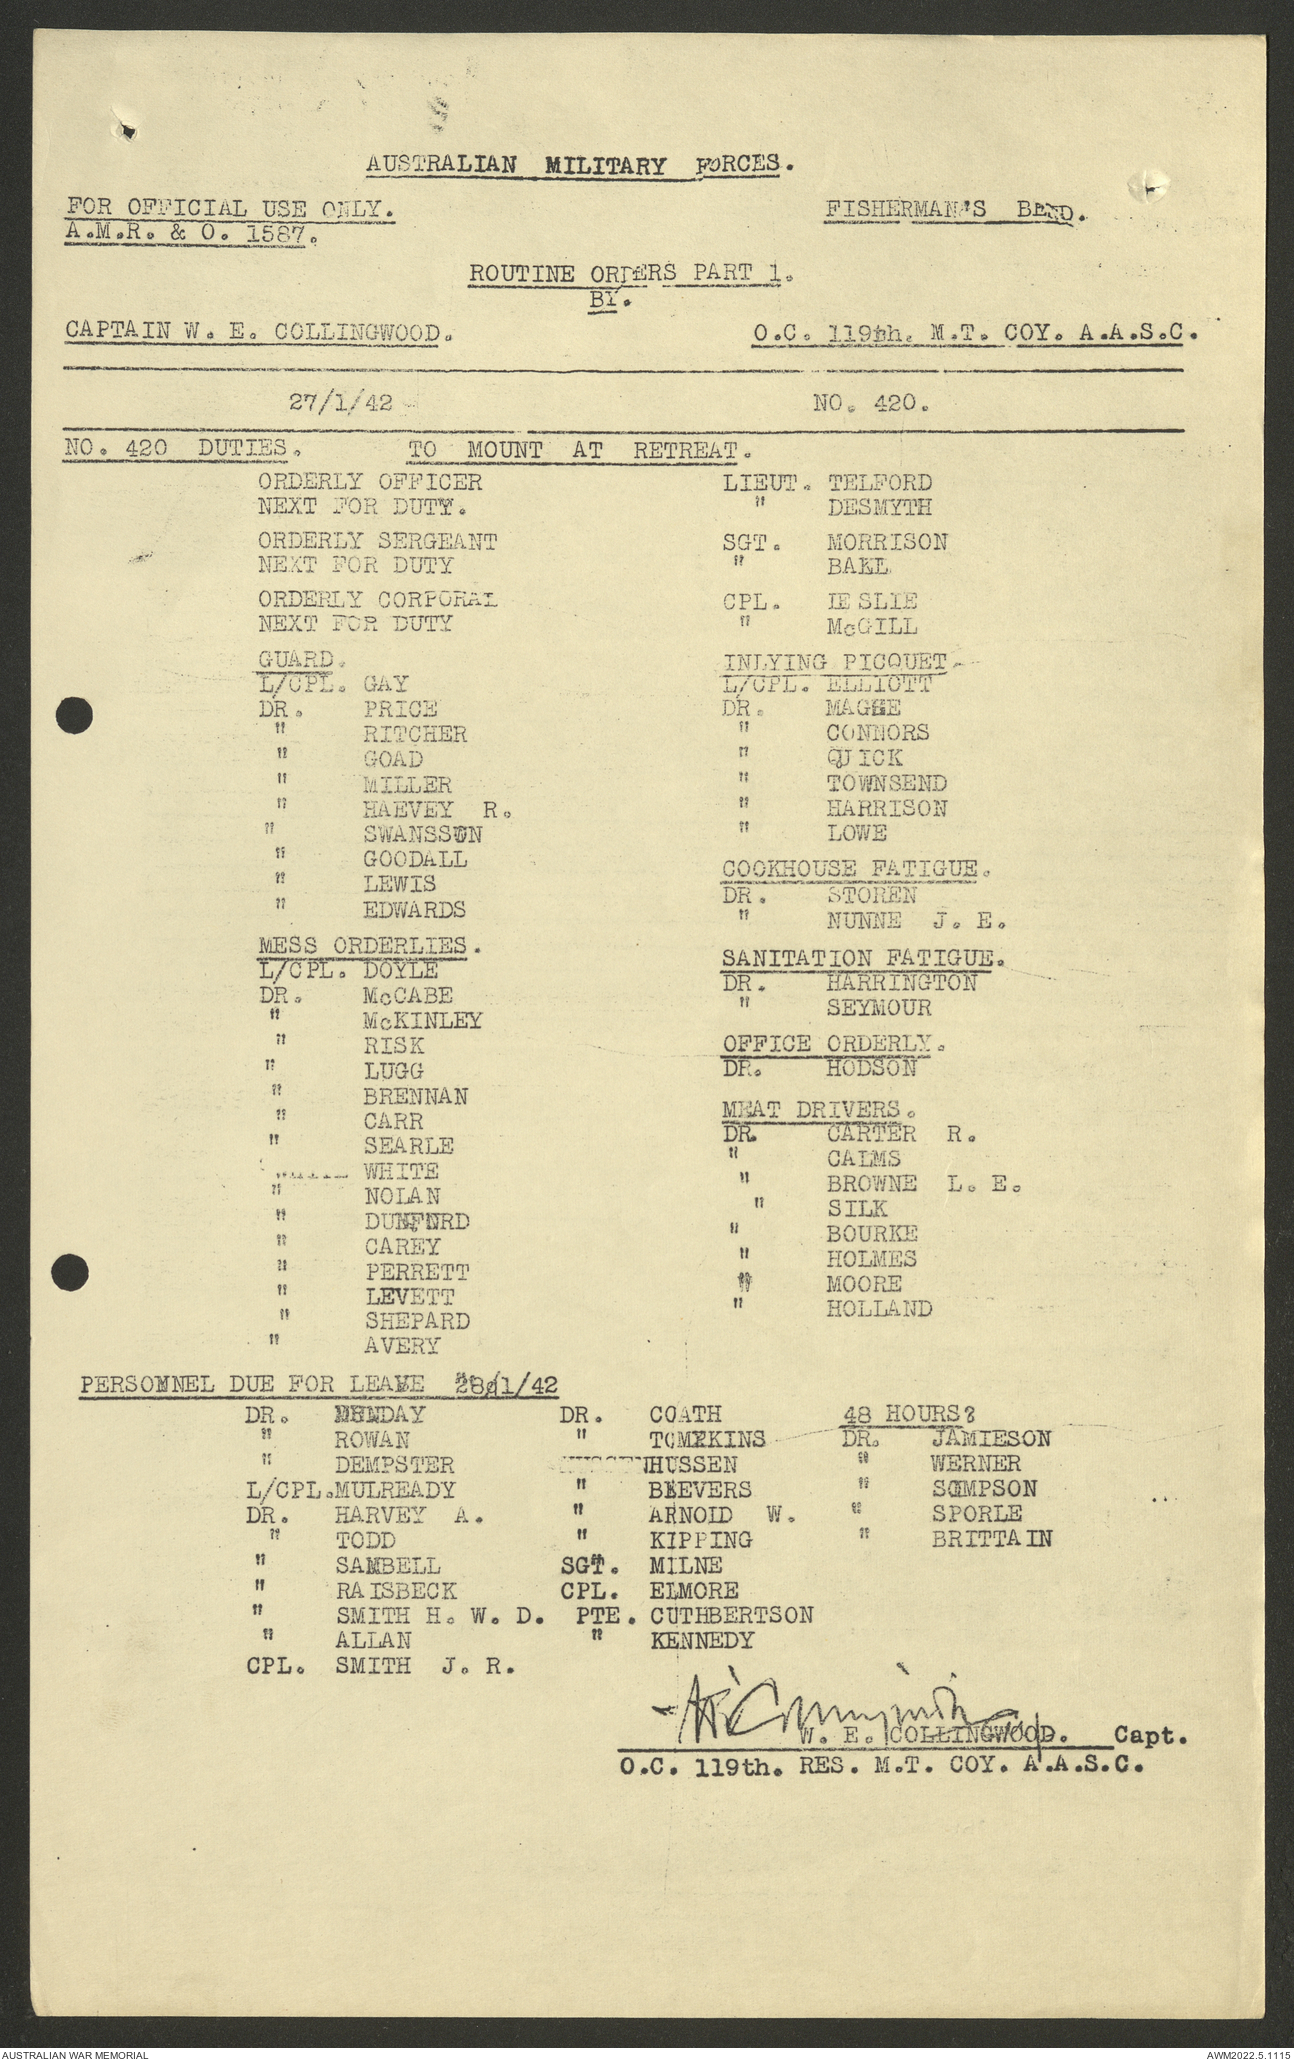 AUSTRALIAN MILITARY FORCES.
FOR OFFICIAL USE ONLY. FISHERMAN'S BEND.
A.M.R. & O. 1587.
ROUTINE ORDERS PART 1.
BY.
CAPTAIN W. E. COLLINGWOOD. O.C. 119th. M.T. COY. A.A.S.C.
27/1/42 NO. 420.
NO. 420 DUTIES. TO MOUNT AT RETREAT.
ORDERLY OFFICER LIEUT. TELFORD
NEXT FOR DUTY. " DESMYTH
ORDERLY SERGEANT SGT. MORRISON
NEXT FOR DUTY " BALL
ORDERLY CORPORAL CPL. LESLIE
NEXT FOR DUTY " McGILL
GUARD.
L/CPL. GAY
DR. PRICE
" RITCHER
" GOAD
" MILLER
" HAEVEY R.
" SWANSSON
" GOODALL
" LEWIS
" EDWARDS
MESS ORDERLIES.
L/CPL. DOYLE
DR. McCABE
" McKINLEY
" RISK
" LUGG
" BRENNAN
" CARR
" SEARLE
WHITE
" NOLAN
" DUNFORD
" CAREY
" PERRETT
" LEVETT
" SHEPARD
" AVERY
INLYING PICQUET.
L/CPL. ELLIOTT
DR. MAGEE
" CONNORS
" QUICK
" TOWNSEND
" HARRISON
" LOWE
COOKHOUSE FATIGUE.
DR. STOREN
" NUNNE J. E.
SANITATION FATIGUE.
DR. HARRINGTON
" SEYMOUR
OFFICE ORDERLY.
DR. HODSON
MEAT DRIVERS.
DR. CARTER R.
" CALMS
" BROWNE L. E.
" SILK
" BOURKE
" HOLMES
" MOORE
" HOLLAND
PERSONNEL DUE FOR LEAVE 28/1/42
DR. MUNDAY
" ROWAN
" DEMPSTER
L/CPL. MULREADY
DR. HARVEY A.
" TODD
" SAMBELL
" RAISBECK
" SMITH H. W. D.
" ALLAN
CPL. SMITH J. R.
DR. COATH
" TOMPKINS
HUSSEN
" BEEVERS
" ARNOLD W.
" KIPPING
SGT. MILNE
CPL. ELMORE
PTE. CUTHBERTSON
" KENNEDY
48 HOURS?
DR. JAMIESON
" WERNER
" SOMPSON
" SPORLE
" BRITTAIN
W. E. COLLINGWOOD. Capt.
O.C. 119th. RES. M.T. COY. A.A.S.C.
AUSTRALIAN WAR MEMORIAL AWM2022.5.1115